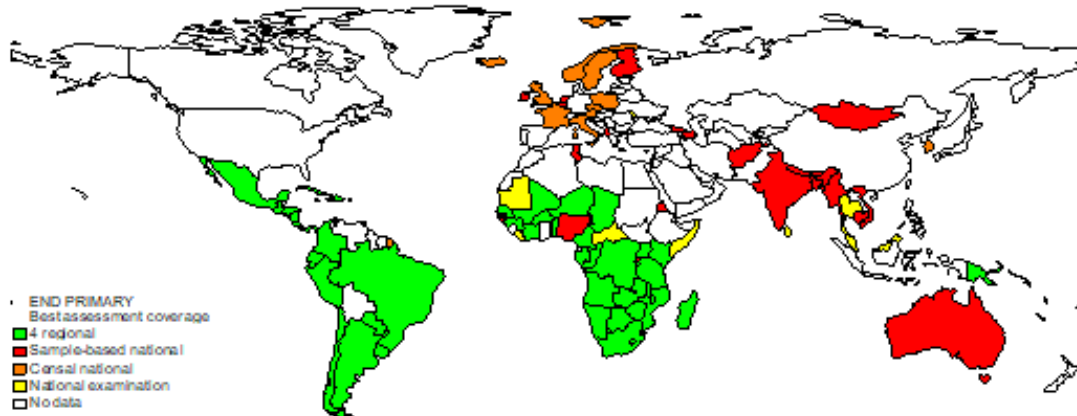 END PRIMARY
Best assessment coverage
4 regional
Sample-based national
Censal national
National examination
No data